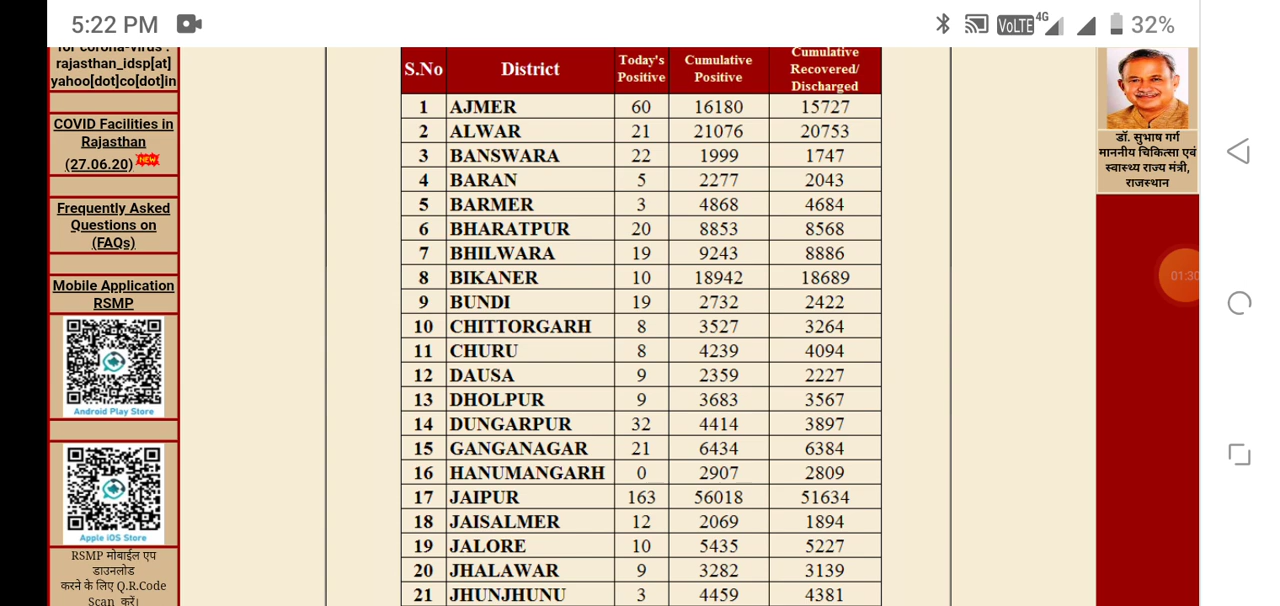 5:22 PM
VoLTE 4G 32%
for corona-virus :
rajasthan_idsp[at]
yahoo[dot]co[dot]in
COVID Facilities in
Rajasthan
(27.06.20) NEW
Frequently Asked
Questions on
(FAQs)
Mobile Application
RSMP
Android Play Store
Apple iOS Store
RSMP मोबाईल एप
डाउनलोड
करने के लिए Q.R.Code
Scan करें।
S.No District Today's Positive Cumulative Positive Cumulative Recovered/ Discharged
1 AJMER 60 16180 15727
2 ALWAR 21 21076 20753
3 BANSWARA 22 1999 1747
4 BARAN 5 2277 2043
5 BARMER 3 4868 4684
6 BHARATPUR 20 8853 8568
7 BHILWARA 19 9243 8886
8 BIKANER 10 18942 18689
9 BUNDI 19 2732 2422
10 CHITTORGARH 8 3527 3264
11 CHURU 8 4239 4094
12 DAUSA 9 2359 2227
13 DHOLPUR 9 3683 3567
14 DUNGARPUR 32 4414 3897
15 GANGANAGAR 21 6434 6384
16 HANUMANGARH 0 2907 2809
17 JAIPUR 163 56018 51634
18 JAISALMER 12 2069 1894
19 JALORE 10 5435 5227
20 JHALAWAR 9 3282 3139
21 JHUNJHUNU 3 4459 4381
डॉ. सुभाष गर्ग
माननीय चिकित्सा एवं
स्वास्थ्य राज्य मंत्री,
राजस्थान
01:30